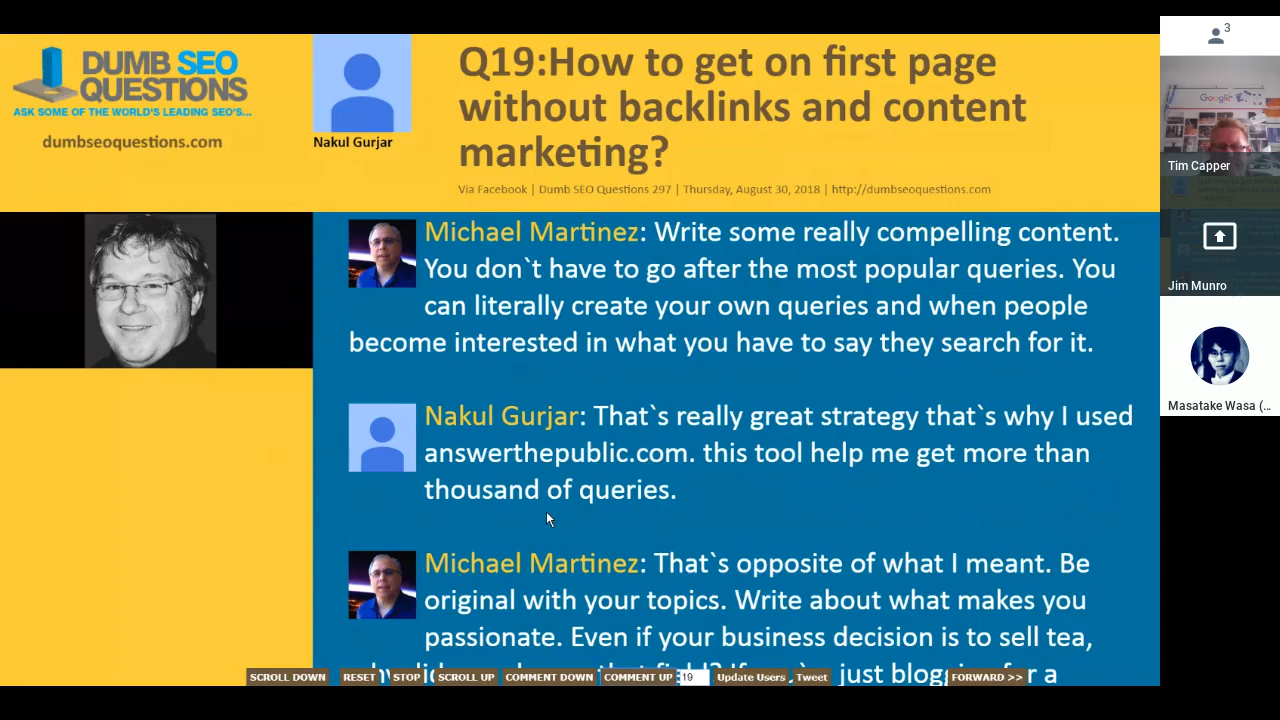 DUMB SEO
QUESTIONS
ASK SOME OF THE WORLD'S LEADING SEO'S...
dumbseoquestions.com
Nakul Gurjar
Q19:How to get on first page
without backlinks and content
marketing?
Via Facebook | Dumb SEO Questions 297 | Thursday, August 30, 2018 | http://dumbseoquestions.com
Michael Martinez: Write some really compelling content.
You don`t have to go after the most popular queries. You
can literally create your own queries and when people
become interested in what you have to say they search for it.
Nakul Gurjar: That`s really great strategy that`s why I used
answerthepublic.com. this tool help me get more than
thousand of queries.
Michael Martinez: That`s opposite of what I meant. Be
original with your topics. Write about what makes you
passionate. Even if your business decision is to sell tea,
just blogging for a
SCROLL DOWN RESET STOP SCROLL UP COMMENT DOWN COMMENT UP 19 Update Users Tweet FORWARD >>
3
Google
Tim Capper
Jim Munro
Masatake Wasa (...